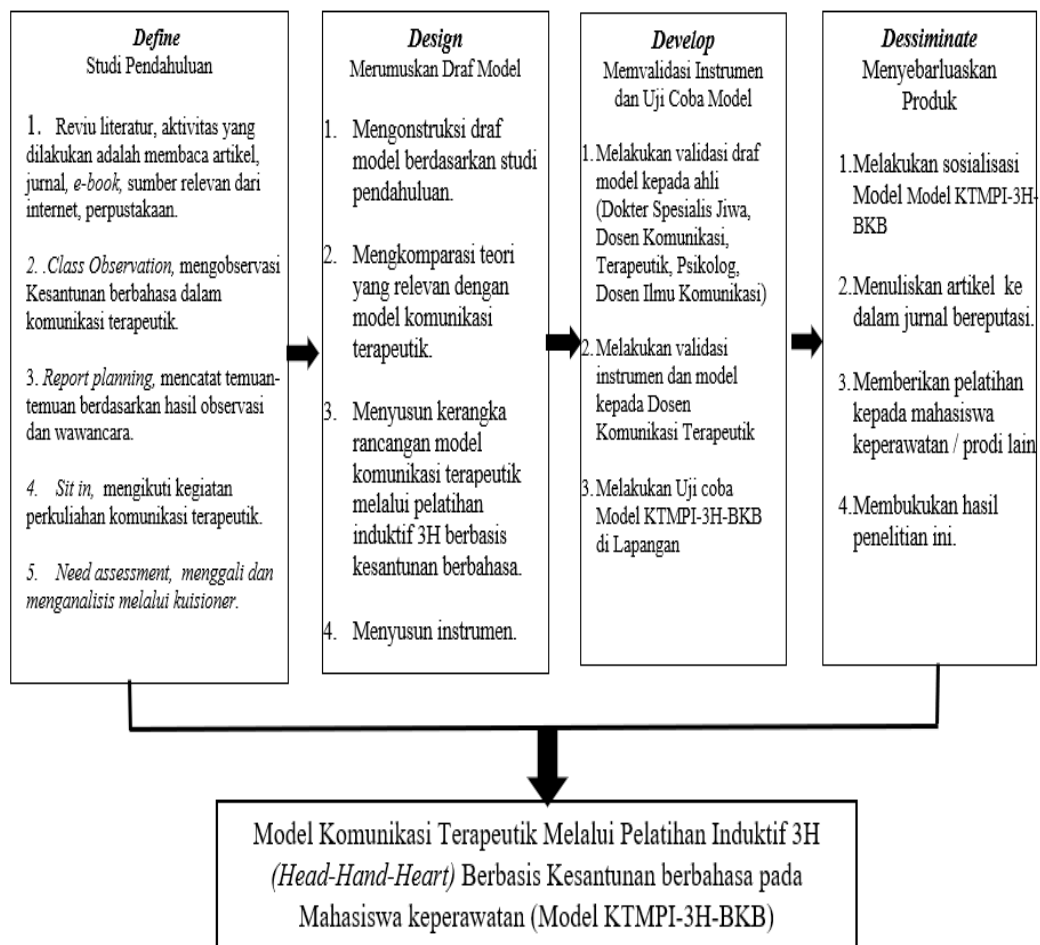 Define
Studi Pendahuluan
1. Reviu literatur, aktivitas yang
dilakukan adalah membaca artikel,
jurnal, e-book, sumber relevan dari
internet, perpustakaan.
2. .Class Observation, mengobservasi
Kesantunan berbahasa dalam
komunikasi terapeutik.
3. Report planning, mencatat temuan-
temuan berdasarkan hasil observasi
dan wawancara.
4. Sit in, mengikuti kegiatan
perkuliahan komunikasi terapeutik.
5. Need assessment, menggali dan
menganalisis melalui kuisioner.
Design
Merumuskan Draf Model
1. Mengonstruksi draf
model berdasarkan studi
pendahuluan.
2. Mengkomparasi teori
yang relevan dengan
model komunikasi
terapeutik.
3. Menyusun kerangka
rancangan model
komunikasi terapeutik
melalui pelatihan
induktif 3H berbasis
kesantunan berbahasa.
4. Menyusun instrumen.
Develop
Memvalidasi Instrumen
dan Uji Coba Model
1. Melakukan validasi draf
model kepada ahli
(Dokter Spesialis Jiwa,
Dosen Komunikasi,
Terapeutik, Psikolog,
Dosen Ilmu Komunikasi)
2. Melakukan validasi
instrumen dan model
kepada Dosen
Komunikasi Terapeutik
3. Melakukan Uji coba
Model KTMPI-3H-BKB
di Lapangan
Dessiminate
Menyebarluaskan
Produk
1. Melakukan sosialisasi
Model Model KTMPI-3H-
BKB
2. Menuliskan artikel ke
dalam jurnal bereputasi.
3. Memberikan pelatihan
kepada mahasiswa
keperawatan / prodi lain
4. Membukukan hasil
penelitian ini.
Model Komunikasi Terapeutik Melalui Pelatihan Induktif 3H
(Head-Hand-Heart) Berbasis Kesantunan berbahasa pada
Mahasiswa keperawatan (Model KTMPI-3H-BKB)